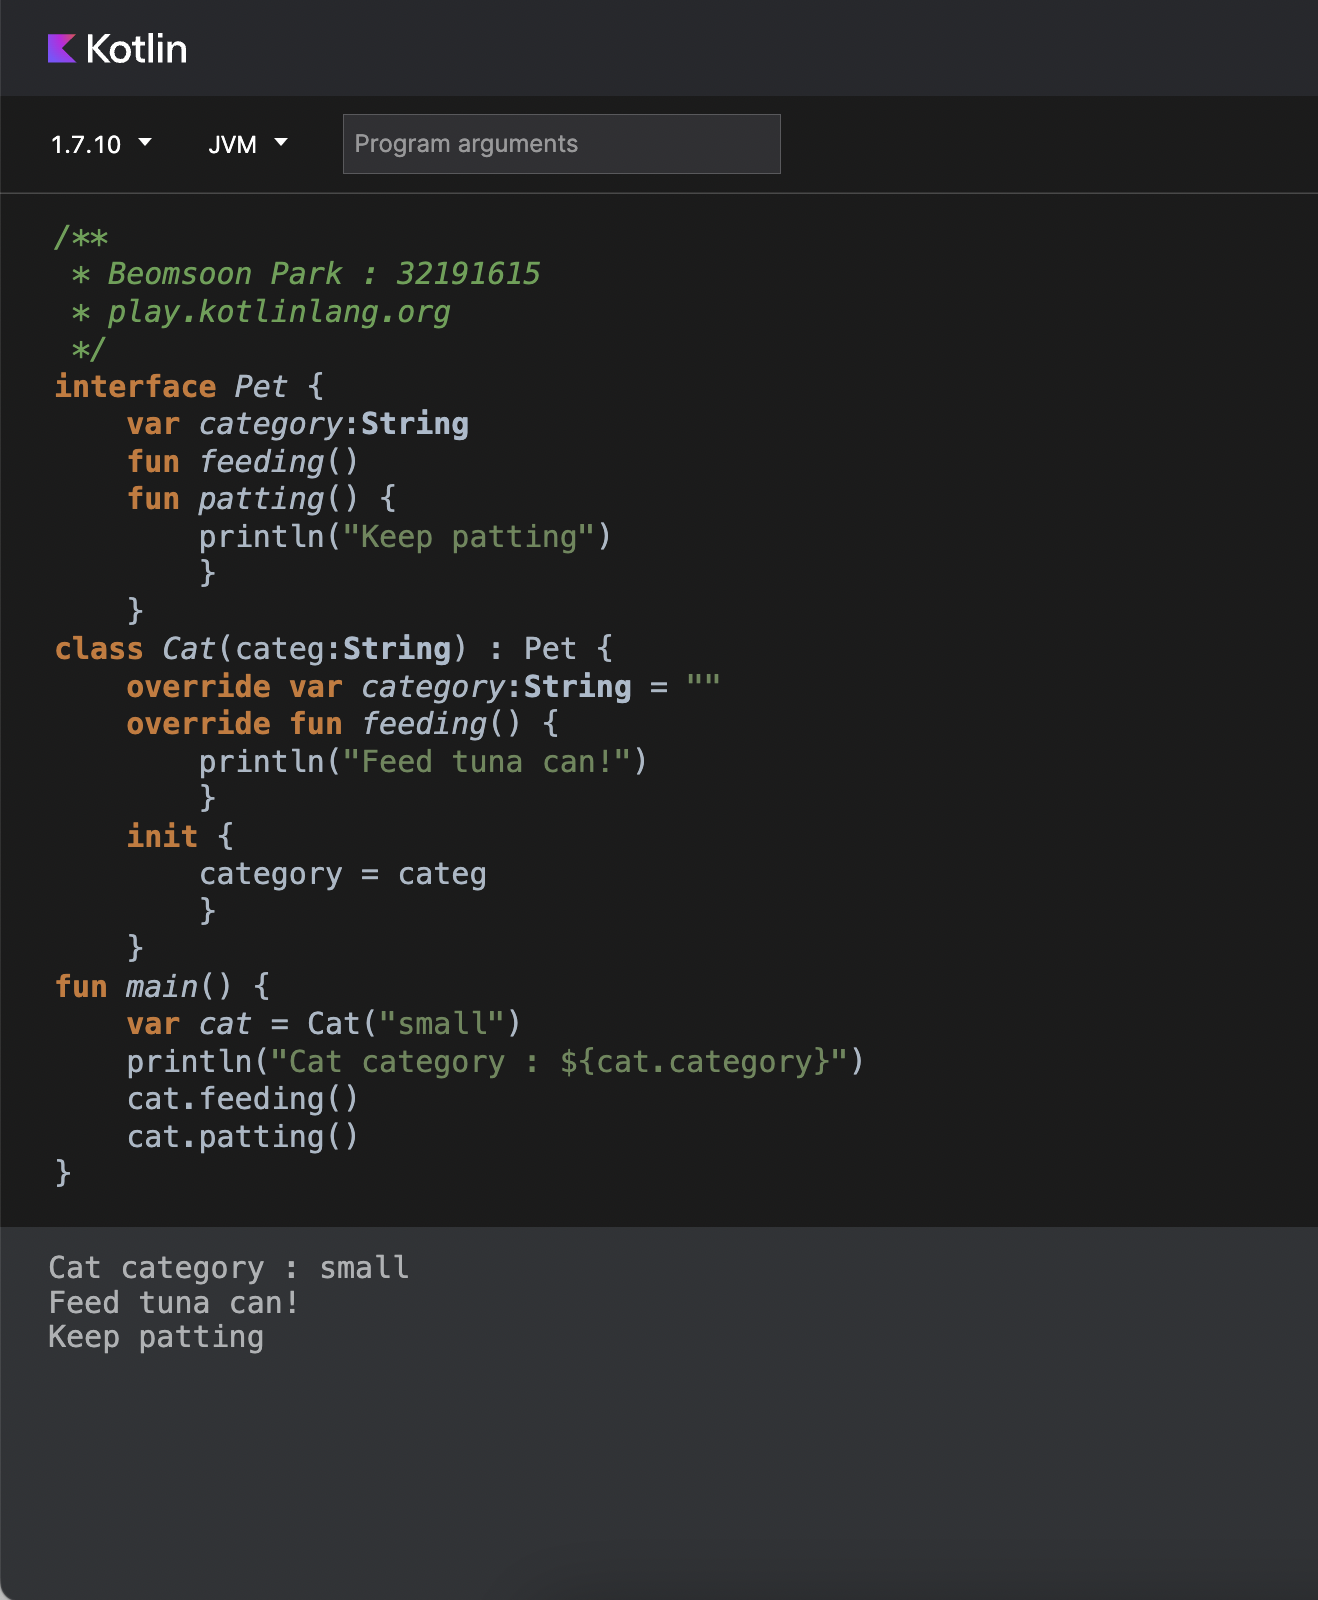 Kotlin
1.7.10 JVM Program arguments
/**
 * Beomsoon Park : 32191615
 * play.kotlinlang.org
 */
interface Pet {
    var category:String
    fun feeding()
    fun patting() {
        println("Keep patting")
        }
    }
class Cat(categ:String) : Pet {
    override var category:String = ""
    override fun feeding() {
        println("Feed tuna can!")
        }
    init {
        category = categ
        }
    }
fun main() {
    var cat = Cat("small")
    println("Cat category : ${cat.category}")
    cat.feeding()
    cat.patting()
}
Cat category : small
Feed tuna can!
Keep patting